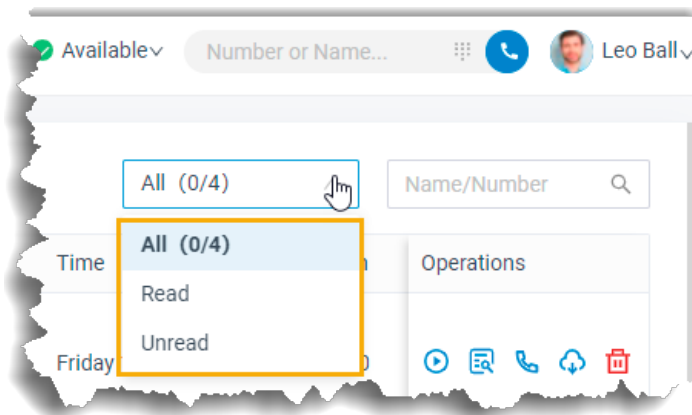 Available Number or Name... Leo Ball
All (0/4) Name/Number
All (0/4)
Time Operations
Read
Unread
Friday